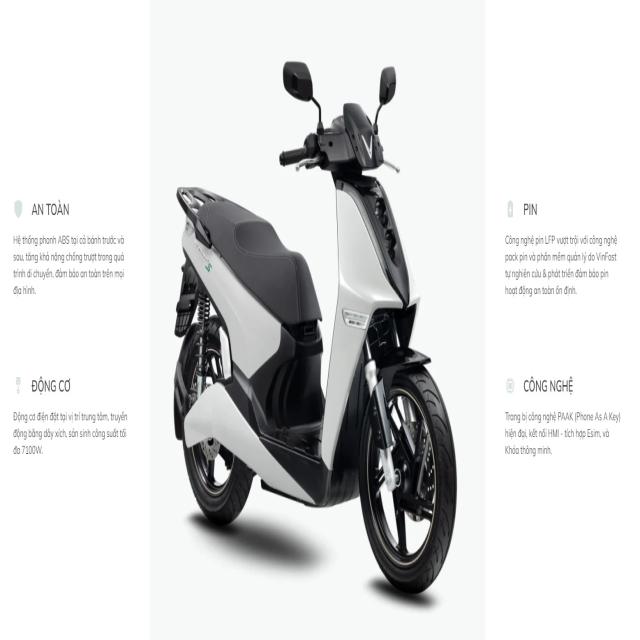 AN TOÀN
Hệ thống phanh ABS tại cả bánh trước và
sau, tăng khả năng chống trượt trong quá
trình di chuyển, đảm bảo an toàn trên mọi
địa hình.
ĐỘNG CƠ
Động cơ điện đặt tại vị trí trung tâm, truyền
động bằng dây xích, sản sinh công suất tối
đa 7100W.
PIN
Công nghệ pin LFP vượt trội với công nghệ
pack pin và phần mềm quản lý do VinFast
tự nghiên cứu & phát triển đảm bảo pin
hoạt động an toàn ổn định.
CÔNG NGHỆ
Trang bị công nghệ PAAK (Phone As A Key)
hiện đại, kết nối HMI - tích hợp Esim, và
Khóa thông minh.